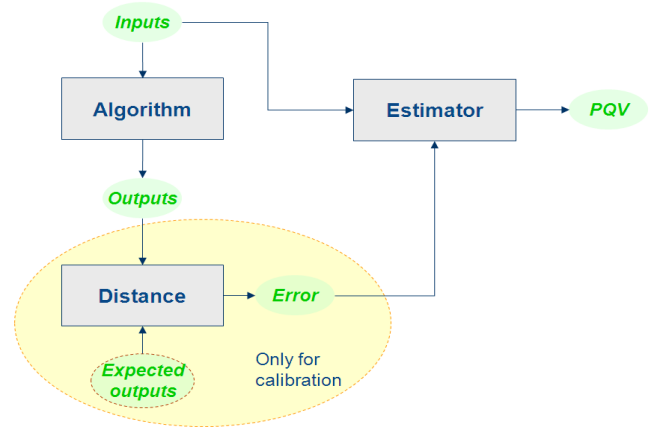 Inputs
Algorithm
Estimator
PQV
Outputs
Distance
Error
Expected
outputs
Only for
calibration